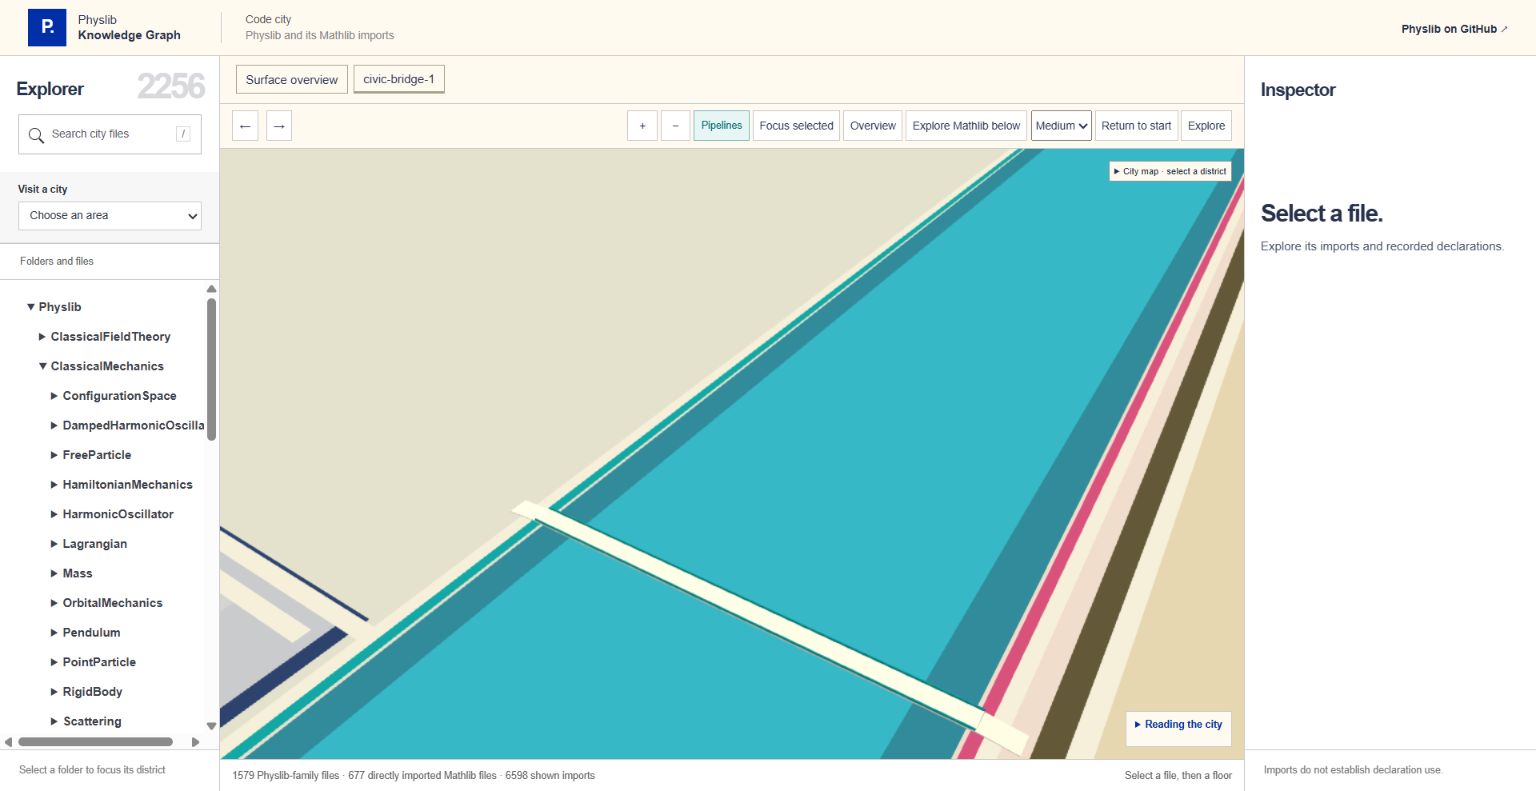 P.
Physlib
Knowledge Graph
Code city
Physlib and its Mathlib imports
Physlib on GitHub ↗
Explorer
2256
Search city files
/
Visit a city
Choose an area
Folders and files
▼ Physlib
▶ ClassicalFieldTheory
▼ ClassicalMechanics
▶ ConfigurationSpace
▶ DampedHarmonicOscilla
▶ FreeParticle
▶ HamiltonianMechanics
▶ HarmonicOscillator
▶ Lagrangian
▶ Mass
▶ OrbitalMechanics
▶ Pendulum
▶ PointParticle
▶ RigidBody
▶ Scattering
Select a folder to focus its district
Surface overview
civic-bridge-1
← →
+ − Pipelines Focus selected Overview Explore Mathlib below Medium Return to start Explore
▶ City map · select a district
▶ Reading the city
1579 Physlib-family files · 677 directly imported Mathlib files · 6598 shown imports
Select a file, then a floor
Inspector
Select a file.
Explore its imports and recorded declarations.
Imports do not establish declaration use.